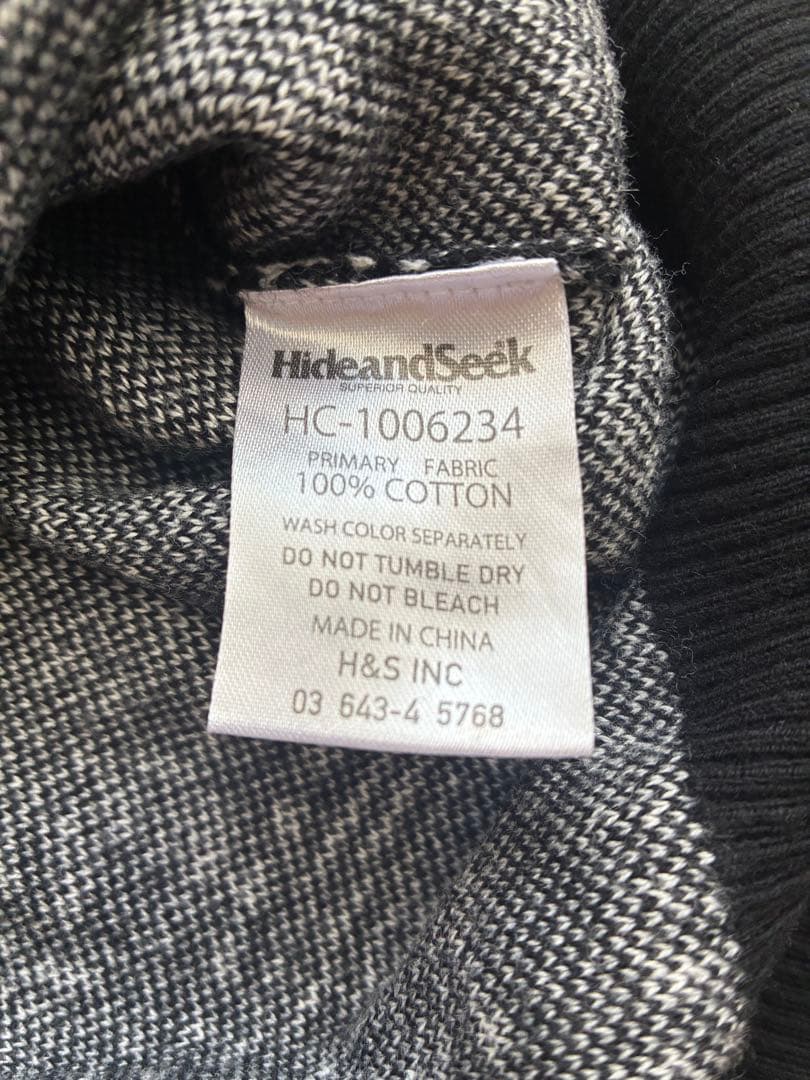 HideandSeek
SUPERIOR QUALITY
HC-1006234
PRIMARY FABRIC
100% COTTON
WASH COLOR SEPARATELY
DO NOT TUMBLE DRY
DO NOT BLEACH
MADE IN CHINA
H&S INC
03 643-4 5768